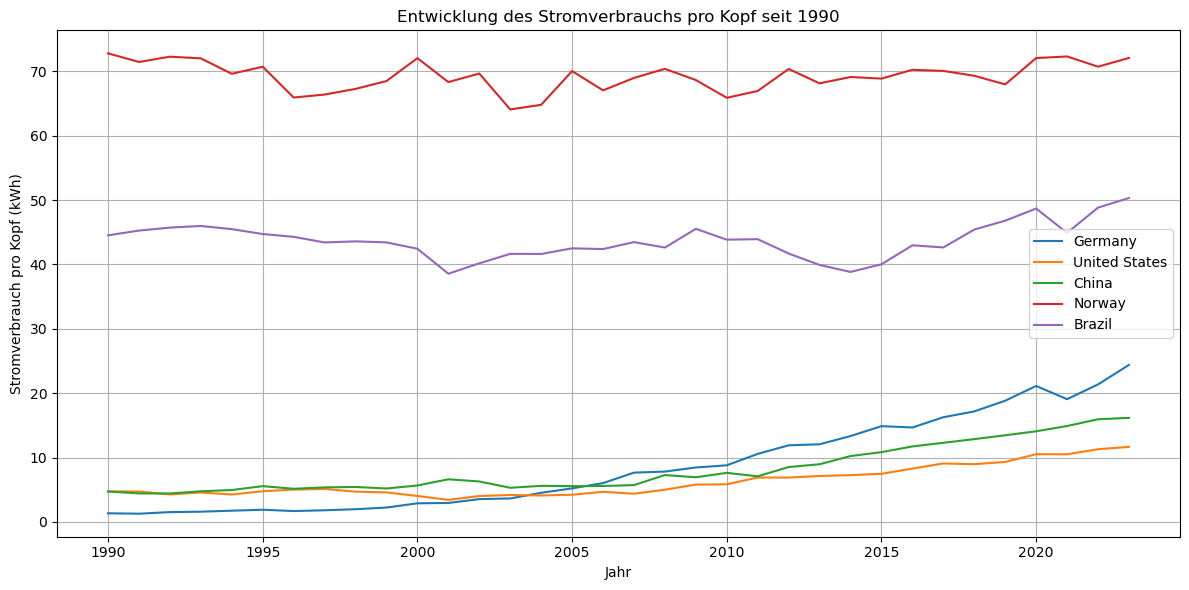 Entwicklung des Stromverbrauchs pro Kopf seit 1990
Stromverbrauch pro Kopf (kWh)
70
60
50
40
30
20
10
0
Germany
United States
China
Norway
Brazil
1990 1995 2000 2005 2010 2015 2020
Jahr